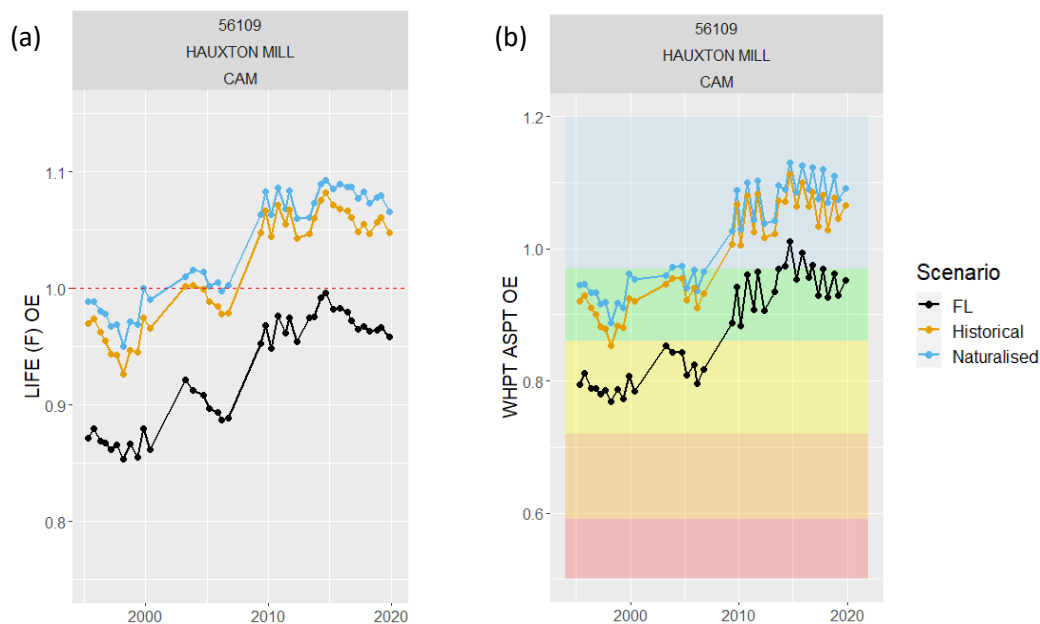 (a)
56109
HAUXTON MILL
CAM
LIFE (F) OE
1.1
1.0
0.9
0.8
2000
2010
2020
(b)
56109
HAUXTON MILL
CAM
WHPT ASPT OE
1.2
1.0
0.8
0.6
2000
2010
2020
Scenario
FL
Historical
Naturalised